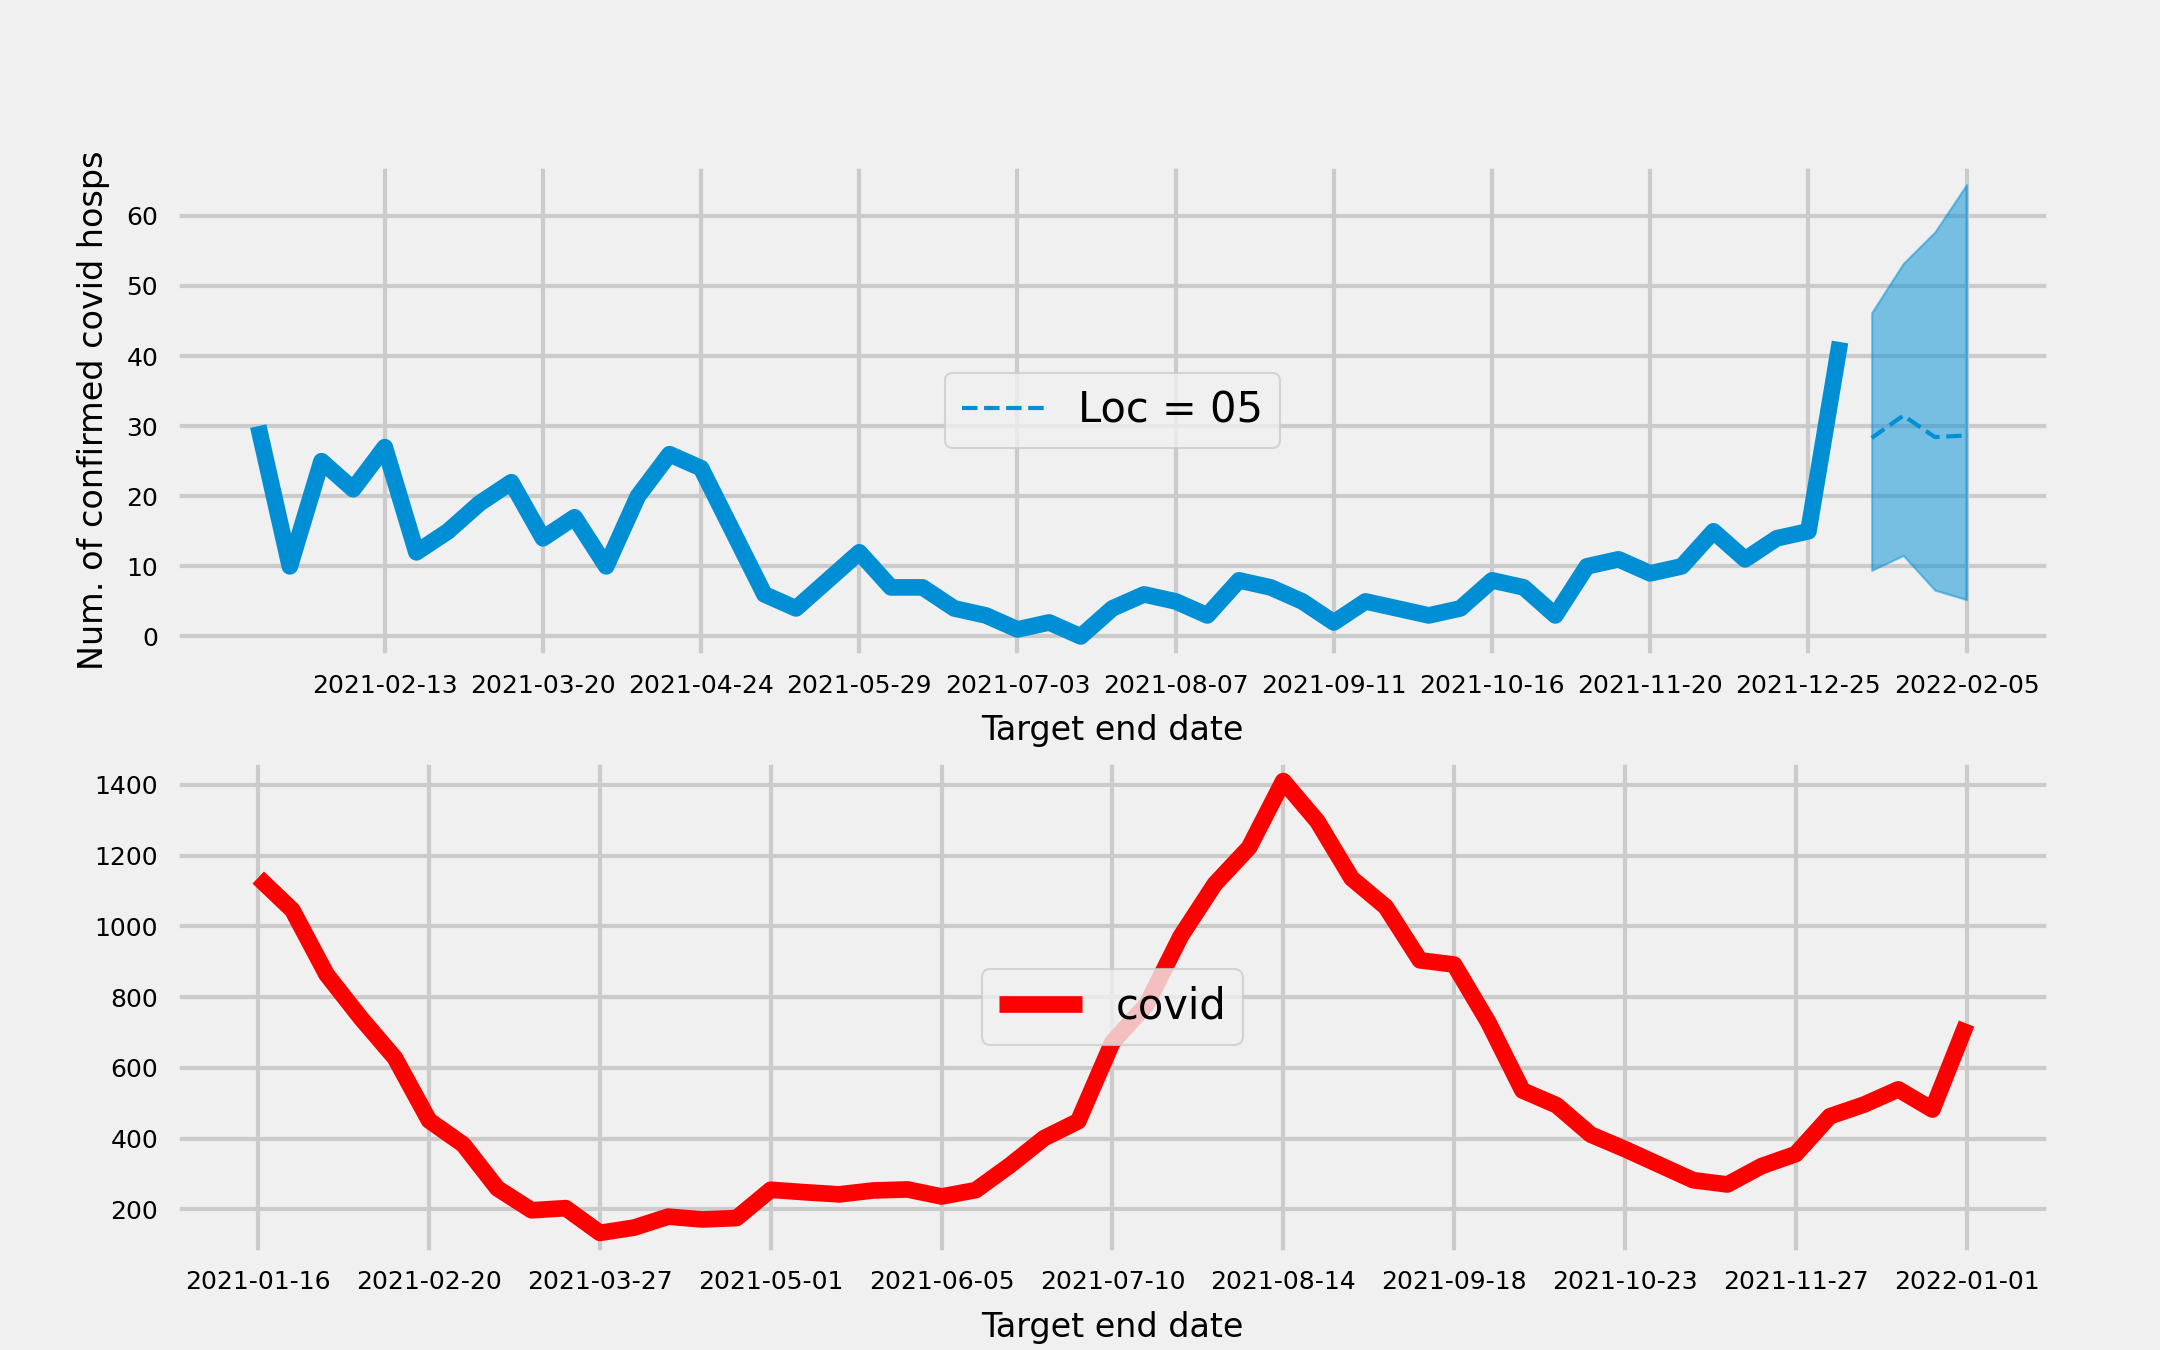 Num. of confirmed covid hosps
60
50
40
30
20
10
0
Loc = 05
2021-02-13 2021-03-20 2021-04-24 2021-05-29 2021-07-03 2021-08-07 2021-09-11 2021-10-16 2021-11-20 2021-12-25 2022-02-05
Target end date
1400
1200
1000
800
600
400
200
covid
2021-01-16 2021-02-20 2021-03-27 2021-05-01 2021-06-05 2021-07-10 2021-08-14 2021-09-18 2021-10-23 2021-11-27 2022-01-01
Target end date